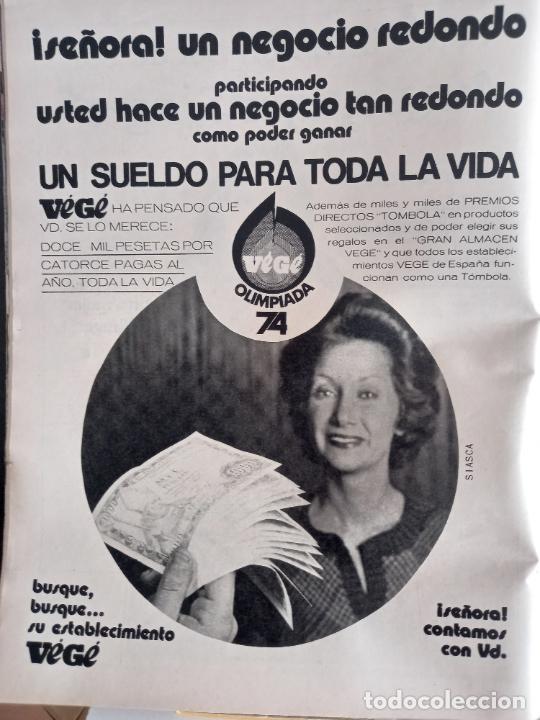 ¡señora! un negocio redondo
participando
usted hace un negocio tan redondo
como poder ganar
UN SUELDO PARA TODA LA VIDA
VéGé HA PENSADO QUE
VD. SE LO MERECE:
DOCE MIL PESETAS POR
CATORCE PAGAS AL
AÑO, TODA LA VIDA
VéGé
OLIMPIADA
74
Además de miles y miles de PREMIOS
DIRECTOS "TOMBOLA" en productos
seleccionados y de poder elegir sus
regalos en el "GRAN ALMACEN
VEGE" y que todos los estableci-
mientos VEGE de España fun-
cionan como una Tómbola.
SIASCA
busque,
busque...
su establecimiento
VéGé
¡señora!
contamos
con Vd.
todocoleccion.net